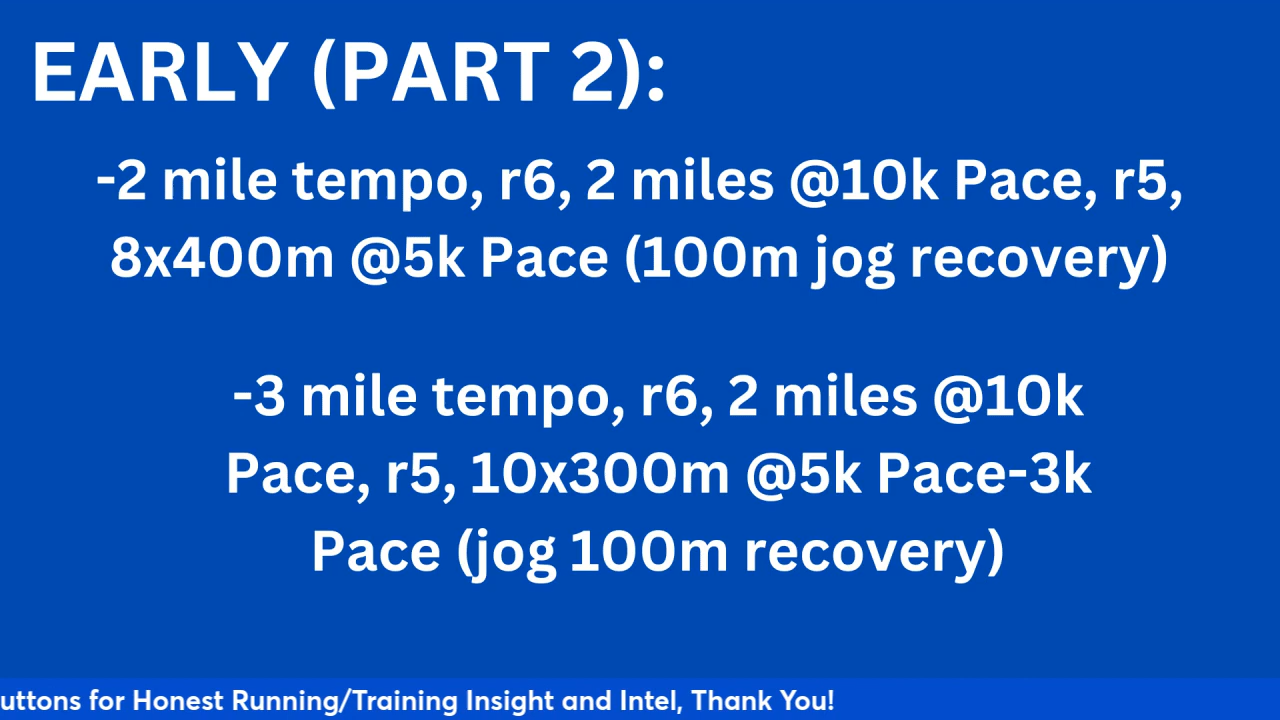 EARLY (PART 2):
-2 mile tempo, r6, 2 miles @10k Pace, r5,
8x400m @5k Pace (100m jog recovery)
-3 mile tempo, r6, 2 miles @10k
Pace, r5, 10x300m @5k Pace-3k
Pace (jog 100m recovery)
uttons for Honest Running/Training Insight and Intel, Thank You!